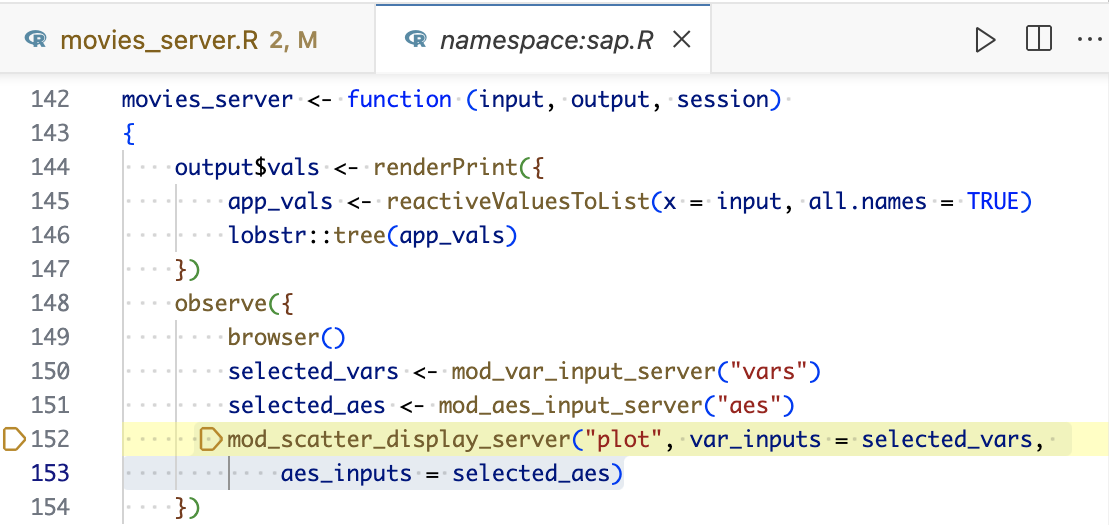 movies_server.R 2, M
namespace:sap.R
142 movies_server <- function (input, output, session)
143 {
144 output$vals <- renderPrint({
145 app_vals <- reactiveValuesToList(x = input, all.names = TRUE)
146 lobstr::tree(app_vals)
147 })
148 observe({
149 browser()
150 selected_vars <- mod_var_input_server("vars")
151 selected_aes <- mod_aes_input_server("aes")
152 mod_scatter_display_server("plot", var_inputs = selected_vars,
153 aes_inputs = selected_aes)
154 })